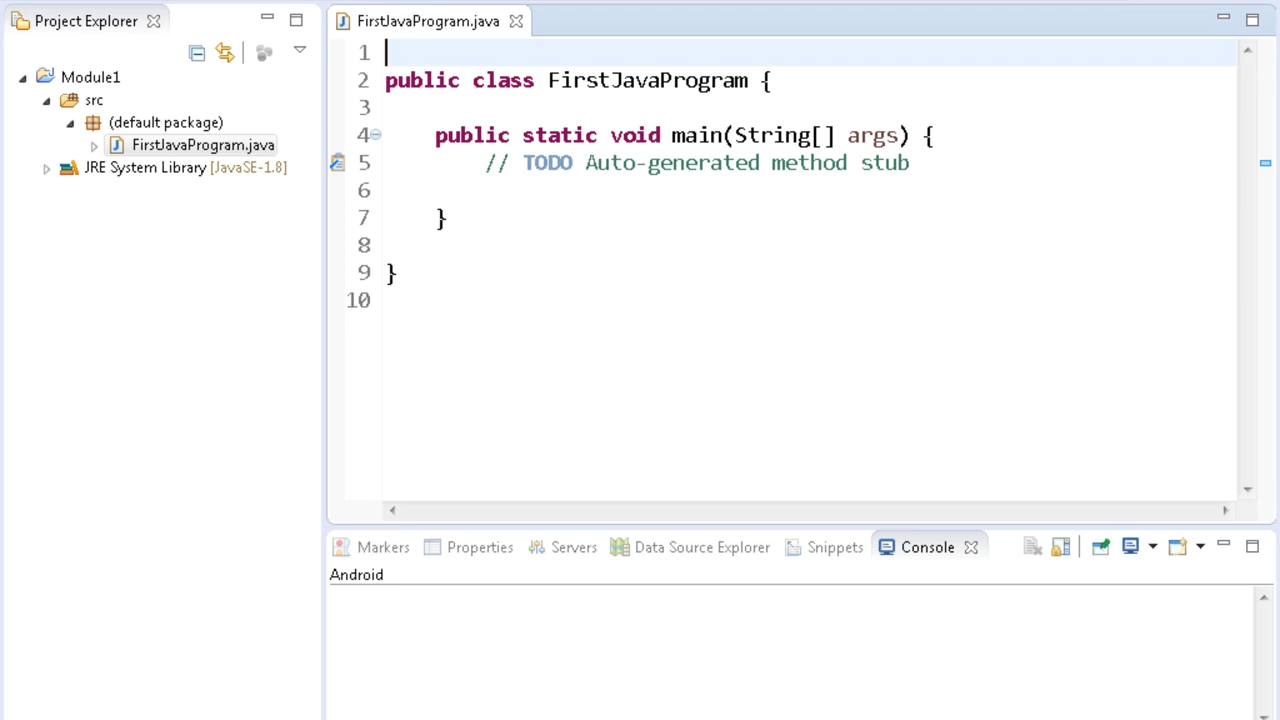 Project Explorer
Module1
src
(default package)
FirstJavaProgram.java
JRE System Library [JavaSE-1.8]
FirstJavaProgram.java
1
2 public class FirstJavaProgram {
3
4 public static void main(String[] args) {
5 // TODO Auto-generated method stub
6
7 }
8
9 }
10
Markers Properties Servers Data Source Explorer Snippets Console
Android